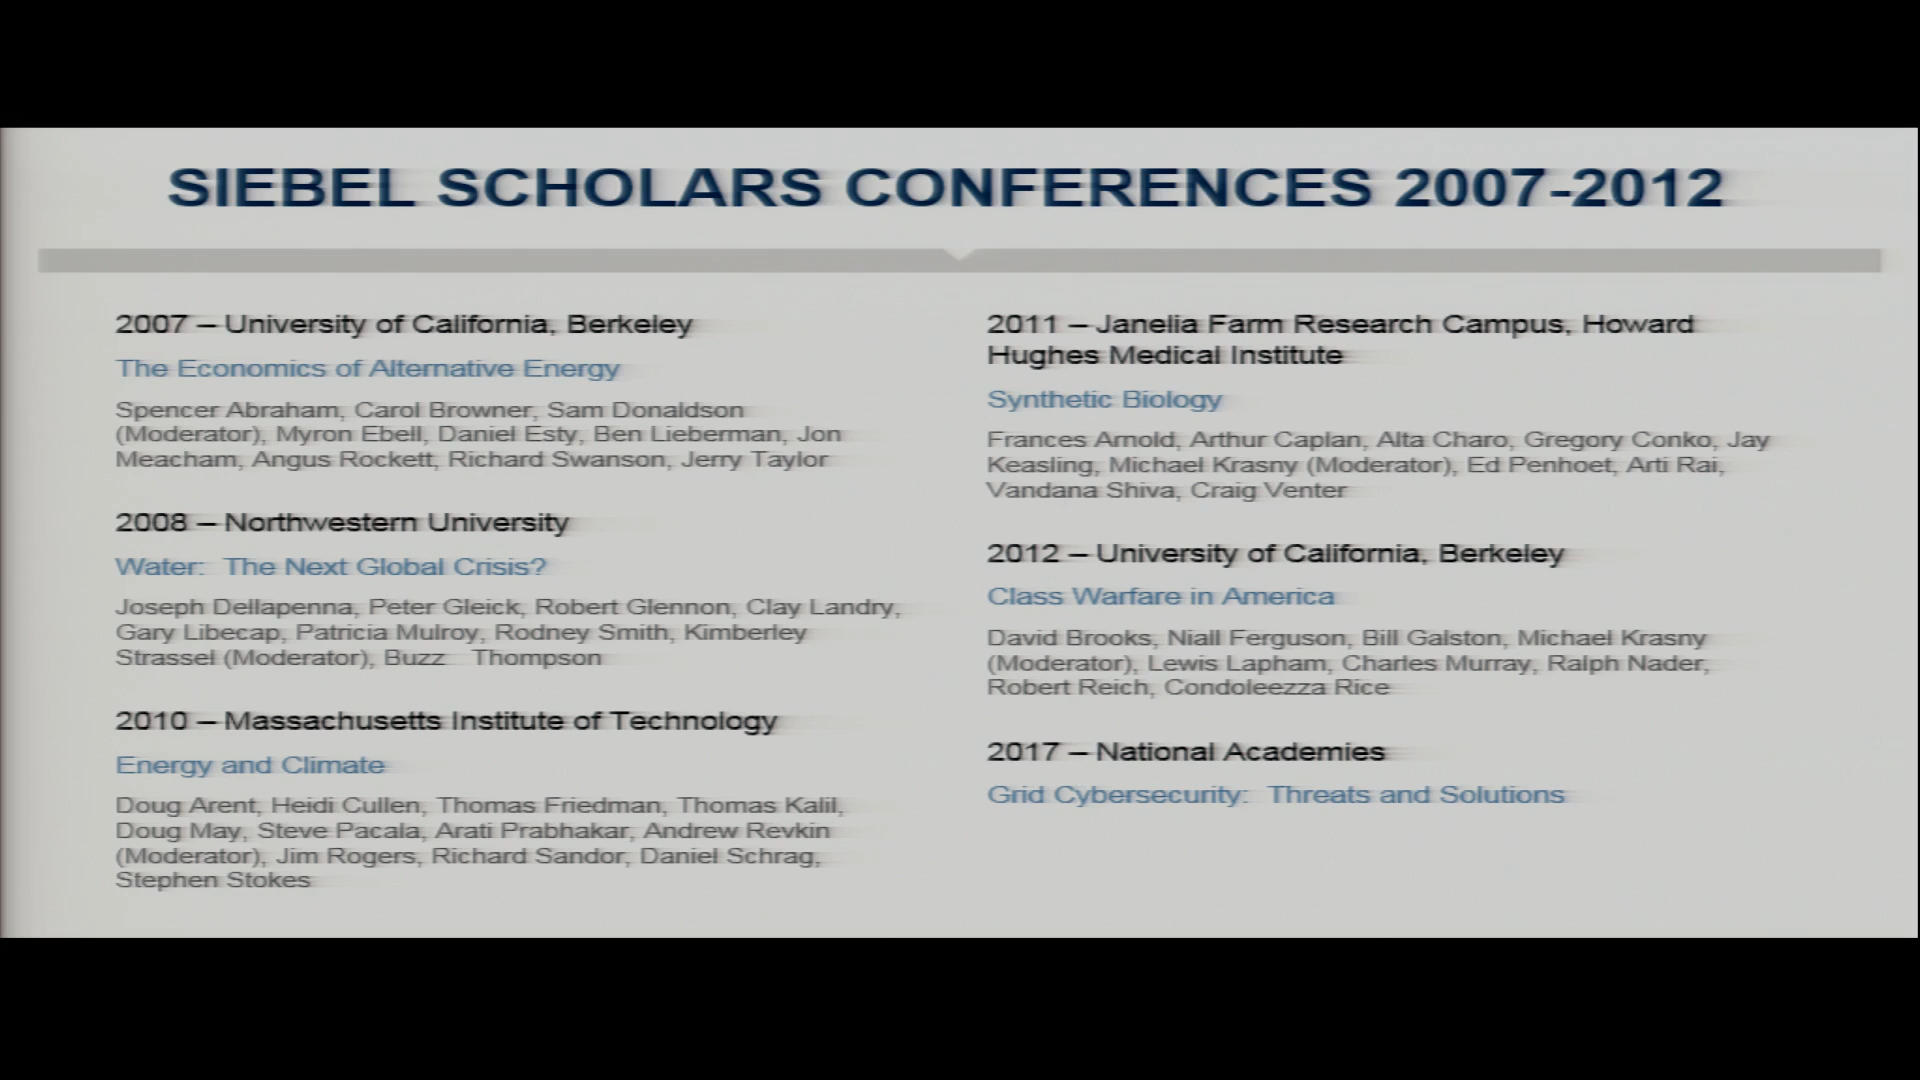 SIEBEL SCHOLARS CONFERENCES 2007-2012
2007 – University of California, Berkeley
The Economics of Alternative Energy
Spencer Abraham, Carol Browner, Sam Donaldson
(Moderator), Myron Ebell, Daniel Esty, Ben Lieberman, Jon
Meacham, Angus Rockett, Richard Swanson, Jerry Taylor
2008 – Northwestern University
Water:  The Next Global Crisis?
Joseph Dellapenna, Peter Gleick, Robert Glennon, Clay Landry,
Gary Libecap, Patricia Mulroy, Rodney Smith, Kimberley
Strassel (Moderator), Buzz   Thompson
2010 – Massachusetts Institute of Technology
Energy and Climate
Doug Arent, Heidi Cullen, Thomas Friedman, Thomas Kalil,
Doug May, Steve Pacala, Arati Prabhakar, Andrew Revkin
(Moderator), Jim Rogers, Richard Sandor, Daniel Schrag,
Stephen Stokes
2011 – Janelia Farm Research Campus, Howard
Hughes Medical Institute
Synthetic Biology
Frances Arnold, Arthur Caplan, Alta Charo, Gregory Conko, Jay
Keasling, Michael Krasny (Moderator), Ed Penhoet, Arti Rai,
Vandana Shiva, Craig Venter
2012 – University of California, Berkeley
Class Warfare in America
David Brooks, Niall Ferguson, Bill Galston, Michael Krasny
(Moderator), Lewis Lapham, Charles Murray, Ralph Nader,
Robert Reich, Condoleezza Rice
2017 – National Academies
Grid Cybersecurity:  Threats and Solutions